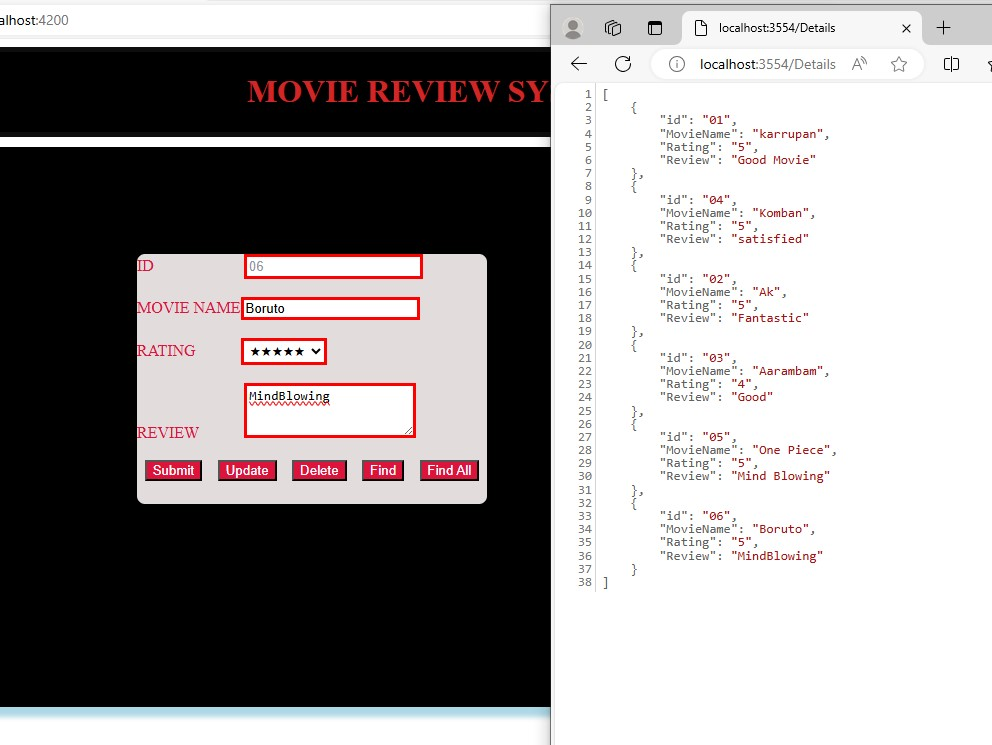 alhost:4200
MOVIE REVIEW SY
ID 06
MOVIE NAME Boruto
RATING ★★★★★
MindBlowing
REVIEW
Submit Update Delete Find Find All
localhost:3554/Details
localhost:3554/Details
1 [
2 {
3 "id": "01",
4 "MovieName": "karrupan",
5 "Rating": "5",
6 "Review": "Good Movie"
7 },
8 {
9 "id": "04",
10 "MovieName": "Komban",
11 "Rating": "5",
12 "Review": "satisfied"
13 },
14 {
15 "id": "02",
16 "MovieName": "Ak",
17 "Rating": "5",
18 "Review": "Fantastic"
19 },
20 {
21 "id": "03",
22 "MovieName": "Aarambam",
23 "Rating": "4",
24 "Review": "Good"
25 },
26 {
27 "id": "05",
28 "MovieName": "One Piece",
29 "Rating": "5",
30 "Review": "Mind Blowing"
31 },
32 {
33 "id": "06",
34 "MovieName": "Boruto",
35 "Rating": "5",
36 "Review": "MindBlowing"
37 }
38 ]